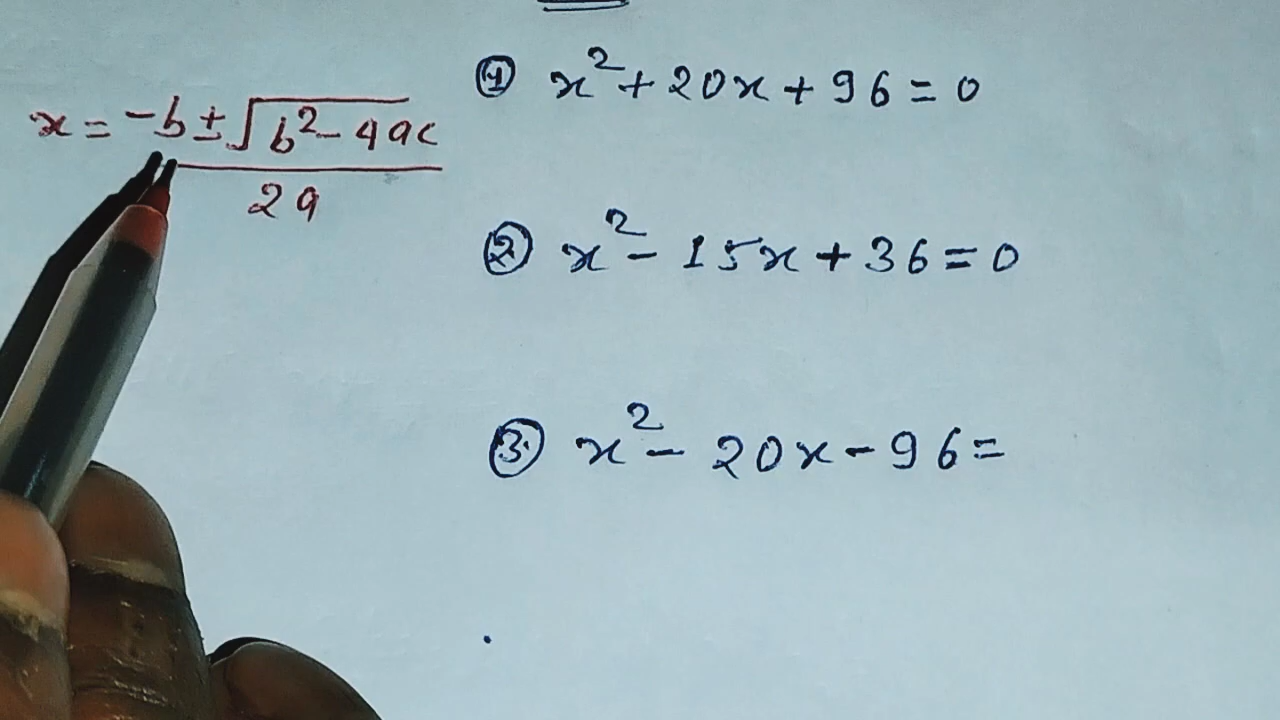 x = -b ± √b² - 4ac
2a
① x² + 20x + 96 = 0
② x² - 15x + 36 = 0
③ x² - 20x - 96 =